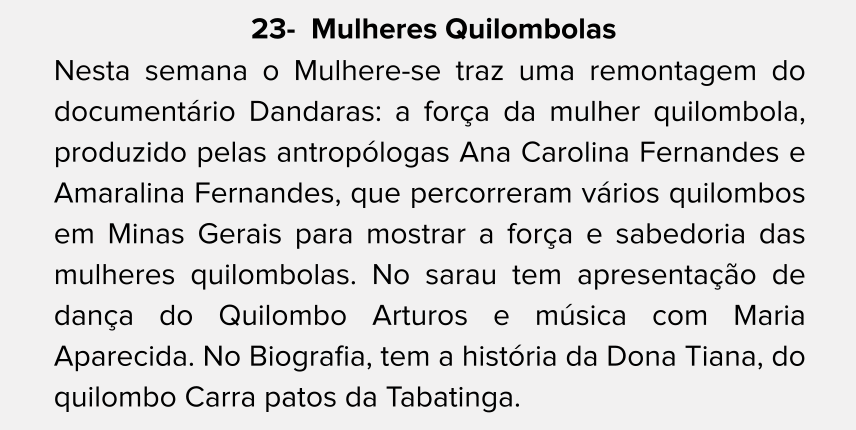 23- Mulheres Quilombolas
Nesta semana o Mulhere-se traz uma remontagem do
documentário Dandaras: a força da mulher quilombola,
produzido pelas antropólogas Ana Carolina Fernandes e
Amaralina Fernandes, que percorreram vários quilombos
em Minas Gerais para mostrar a força e sabedoria das
mulheres quilombolas. No sarau tem apresentação de
dança do Quilombo Arturos e música com Maria
Aparecida. No Biografia, tem a história da Dona Tiana, do
quilombo Carra patos da Tabatinga.